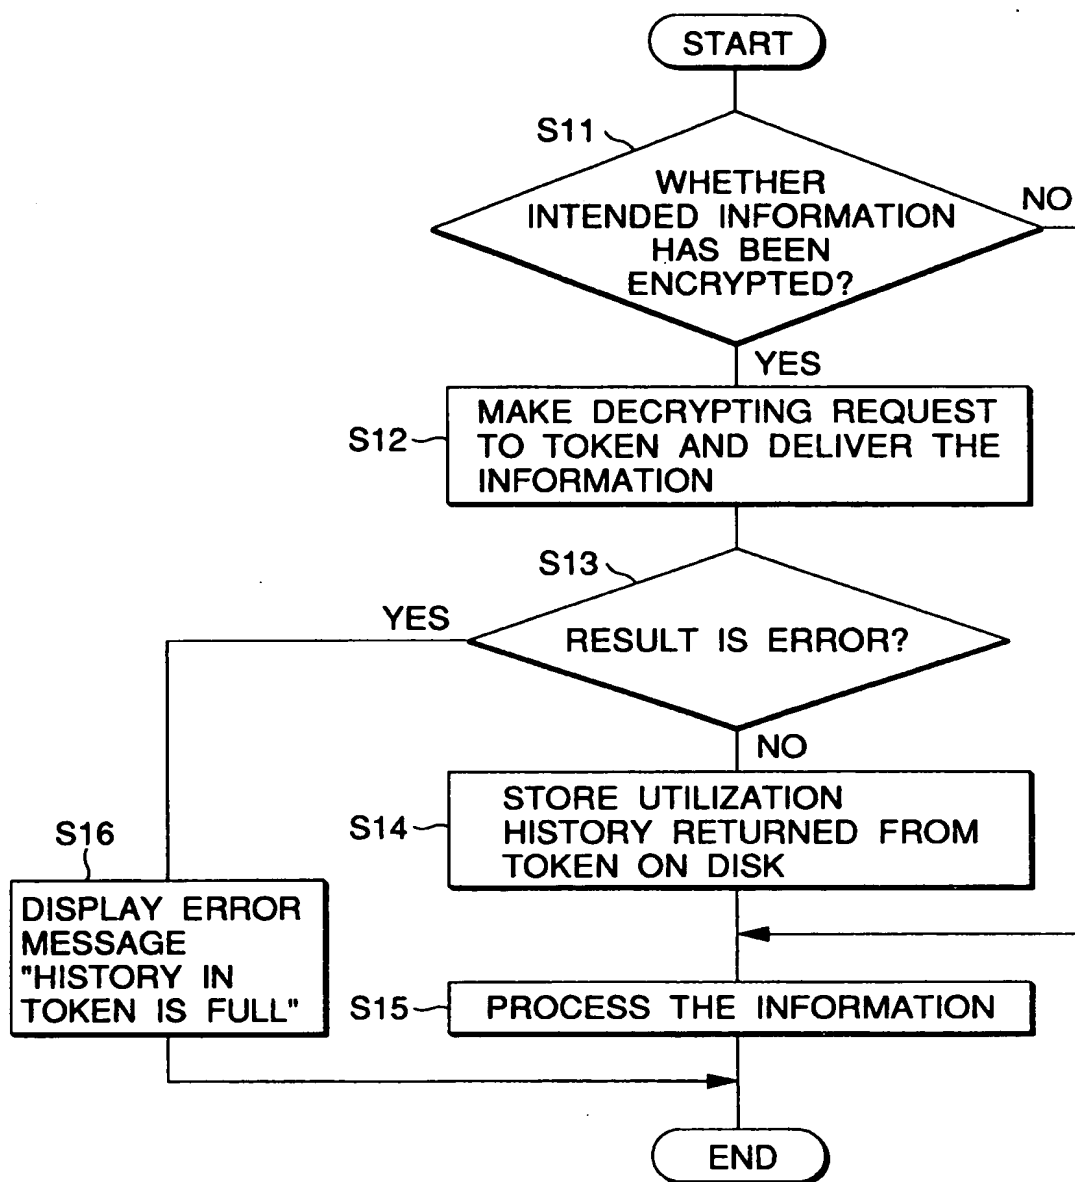 START
S11
WHETHER
INTENDED INFORMATION
HAS BEEN
ENCRYPTED?
NO
YES
S12
MAKE DECRYPTING REQUEST
TO TOKEN AND DELIVER THE
INFORMATION
S13
YES
RESULT IS ERROR?
NO
S14
STORE UTILIZATION
HISTORY RETURNED FROM
TOKEN ON DISK
S16
DISPLAY ERROR
MESSAGE
"HISTORY IN
TOKEN IS FULL"
S15
PROCESS THE INFORMATION
END